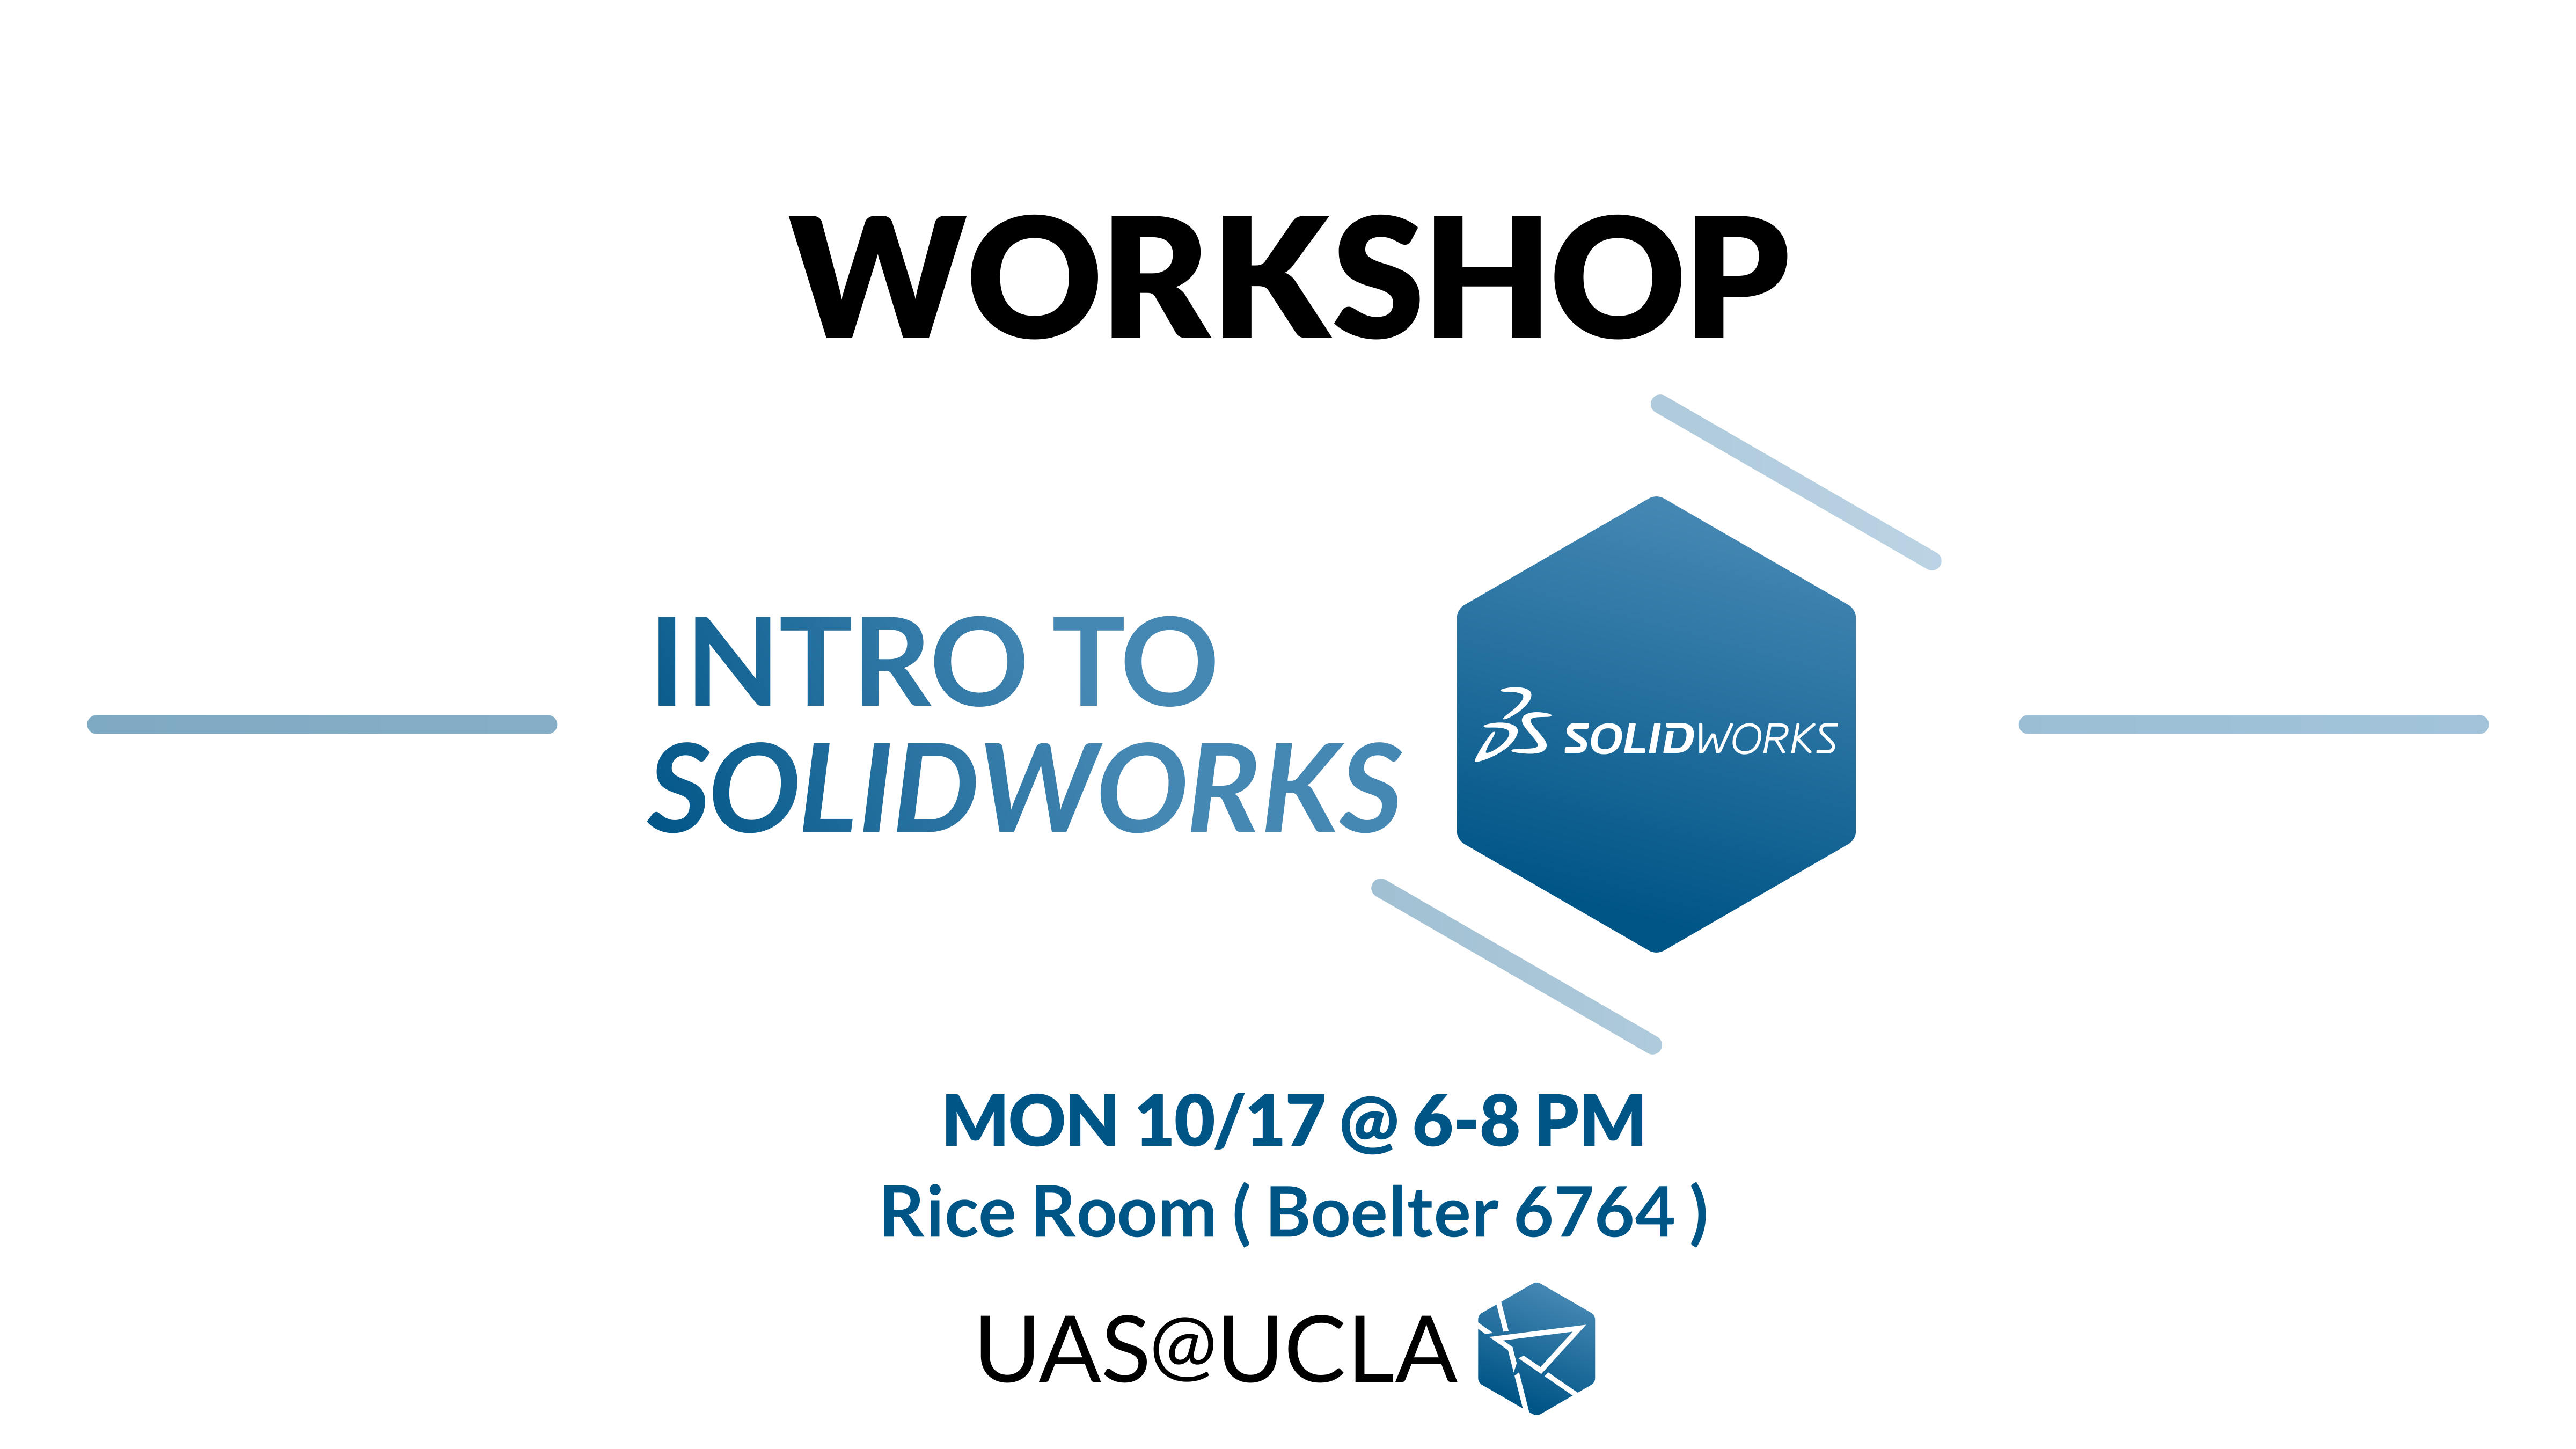 WORKSHOP
INTRO TO
SOLIDWORKS
SOLIDWORKS
MON 10/17 @ 6-8 PM
Rice Room ( Boelter 6764 )
UAS@UCLA